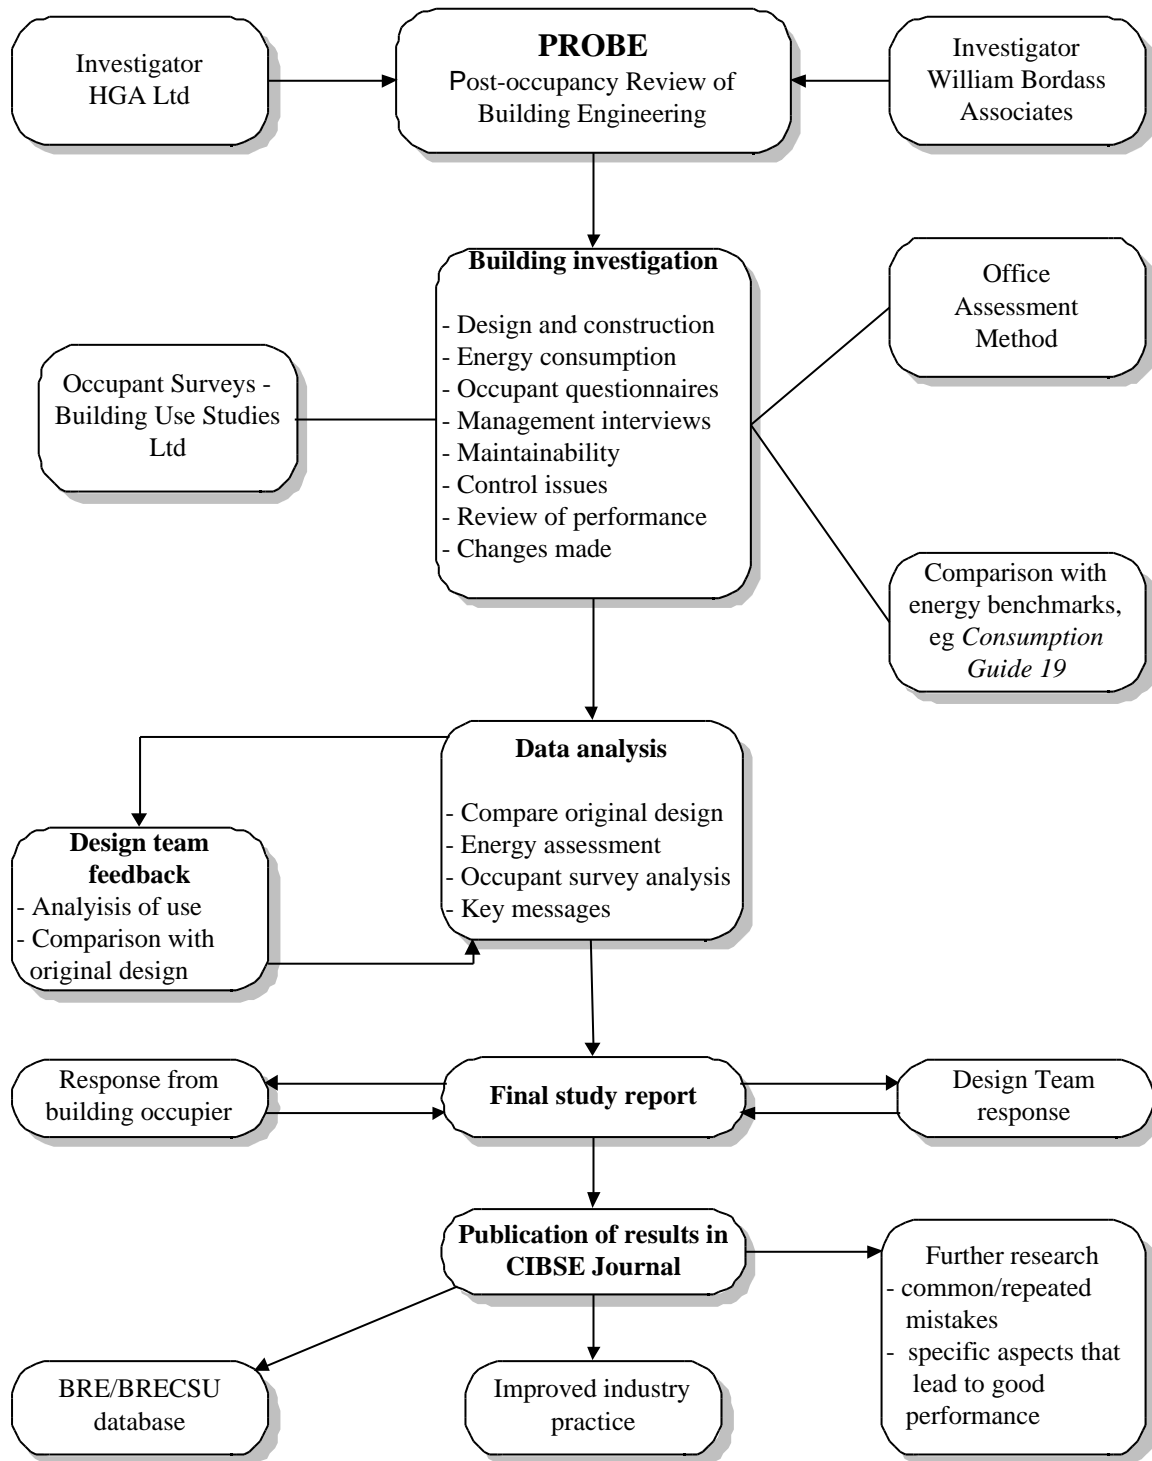 Investigator
HGA Ltd
PROBE
Post-occupancy Review of
Building Engineering
Investigator
William Bordass
Associates
Building investigation
- Design and construction
- Energy consumption
- Occupant questionnaires
- Management interviews
- Maintainability
- Control issues
- Review of performance
- Changes made
Office
Assessment
Method
Occupant Surveys -
Building Use Studies
Ltd
Comparison with
energy benchmarks,
eg Consumption
Guide 19
Data analysis
- Compare original design
- Energy assessment
- Occupant survey analysis
- Key messages
Design team
feedback
- Analyisis of use
- Comparison with
original design
Response from
building occupier
Final study report
Design Team
response
Publication of results in
CIBSE Journal
Further research
- common/repeated
mistakes
- specific aspects that
lead to good
performance
BRE/BRECSU
database
Improved industry
practice